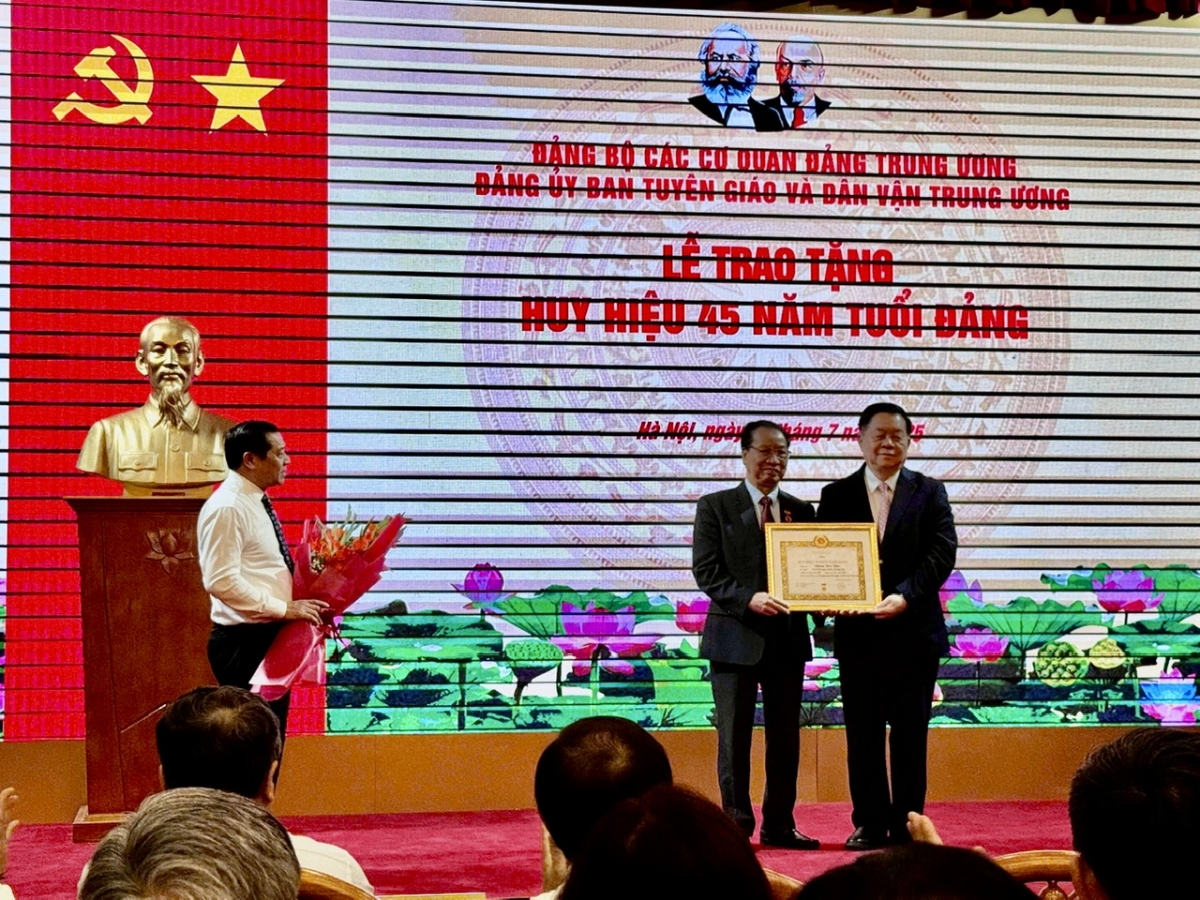 ĐẢNG BỘ CÁC CƠ QUAN ĐẢNG TRUNG ƯƠNG
ĐẢNG ỦY BAN TUYÊN GIÁO VÀ DÂN VẬN TRUNG ƯƠNG
LỄ TRAO TẶNG
HUY HIỆU 45 NĂM TUỔI ĐẢNG
Hà Nội, ngày tháng 7